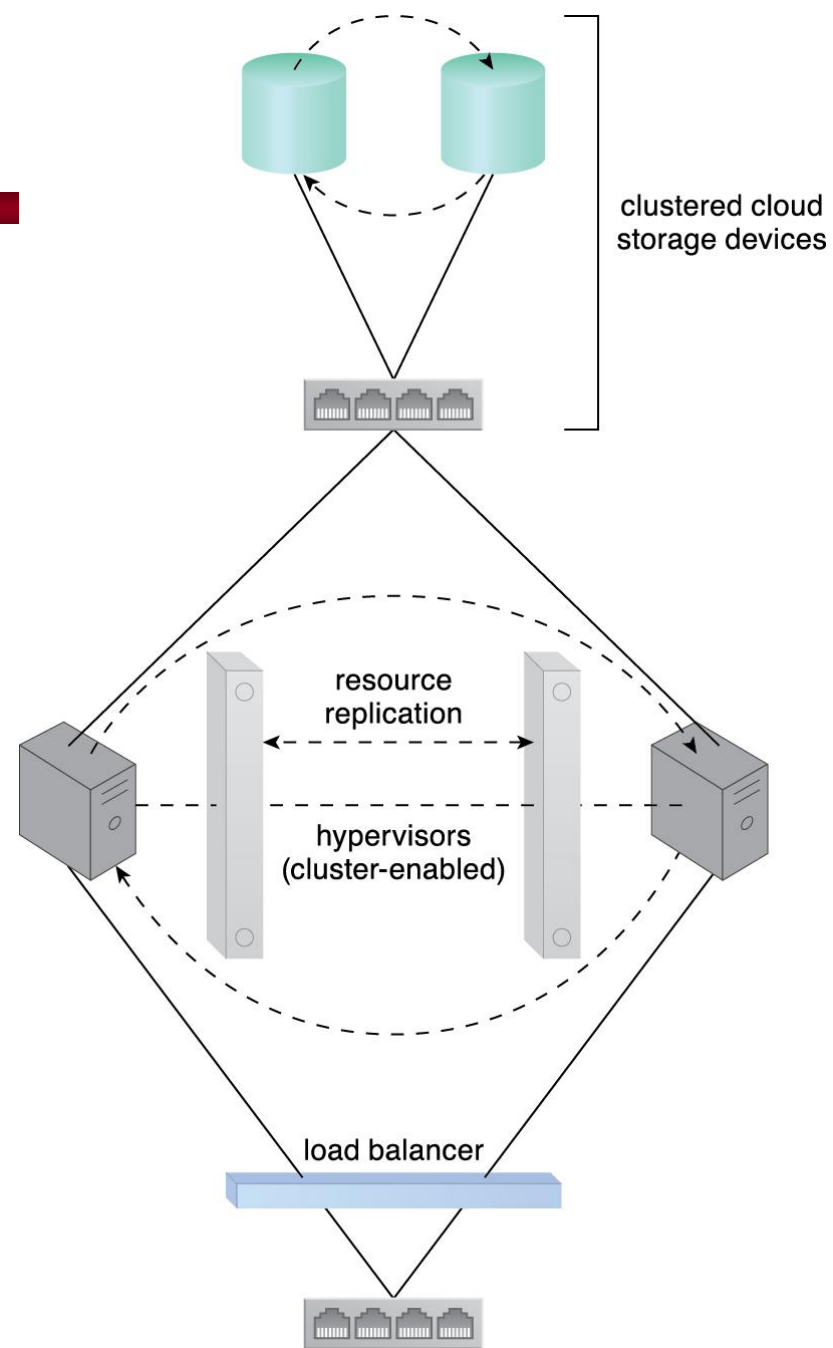 clustered cloud
storage devices
resource
replication
hypervisors
(cluster-enabled)
load balancer